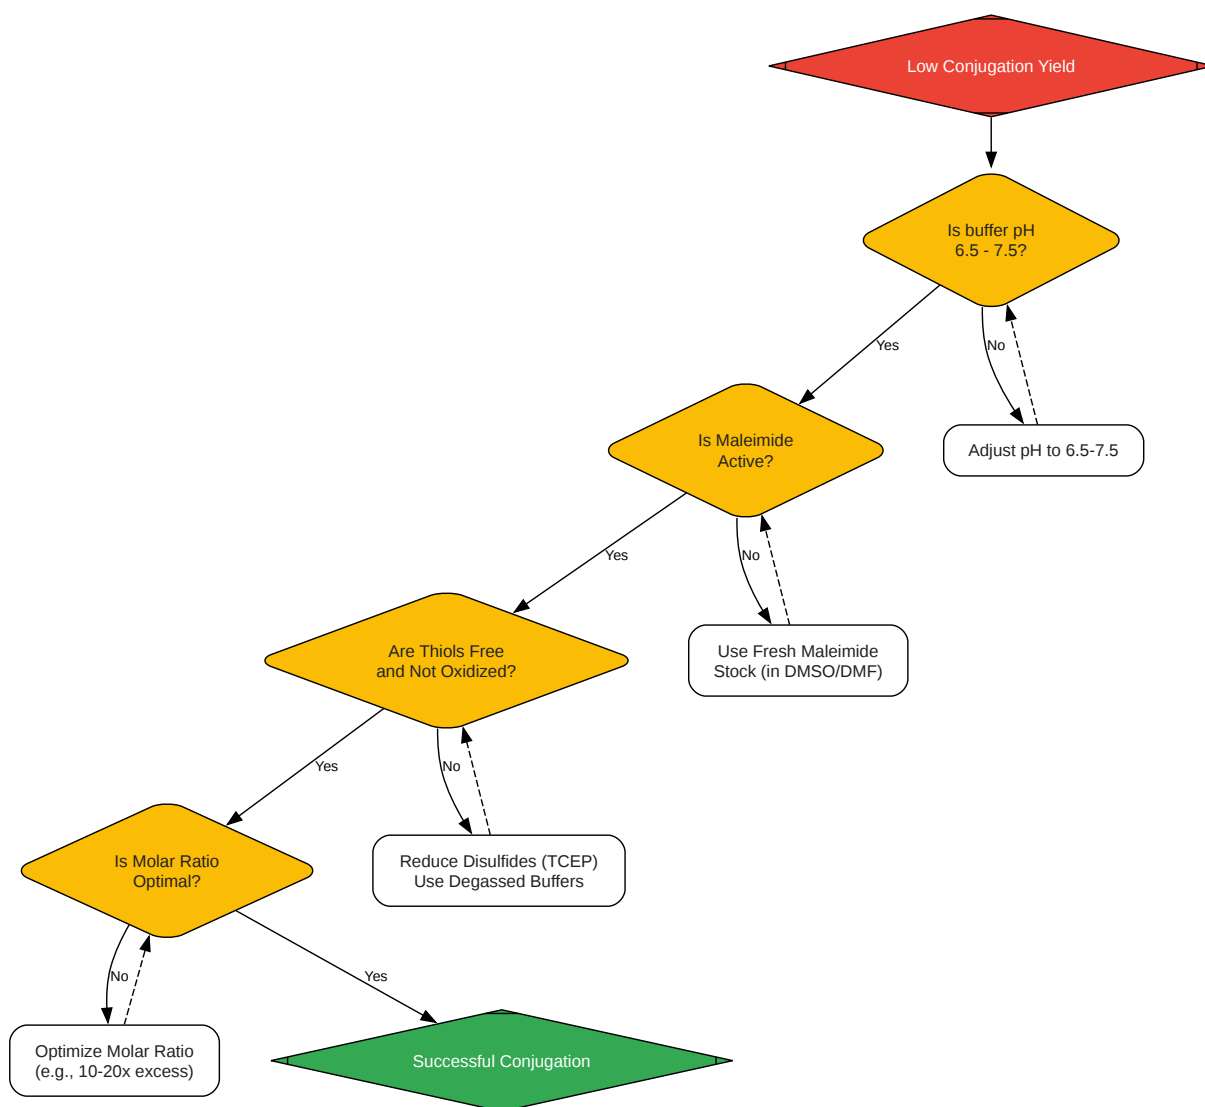 Low Conjugation Yield
Is buffer pH
6.5 - 7.5?
Yes
No
Adjust pH to 6.5-7.5
Is Maleimide
Active?
Yes
No
Use Fresh Maleimide
Stock (in DMSO/DMF)
Are Thiols Free
and Not Oxidized?
Yes
No
Reduce Disulfides (TCEP)
Use Degassed Buffers
Is Molar Ratio
Optimal?
No
Yes
Optimize Molar Ratio
(e.g., 10-20x excess)
Successful Conjugation